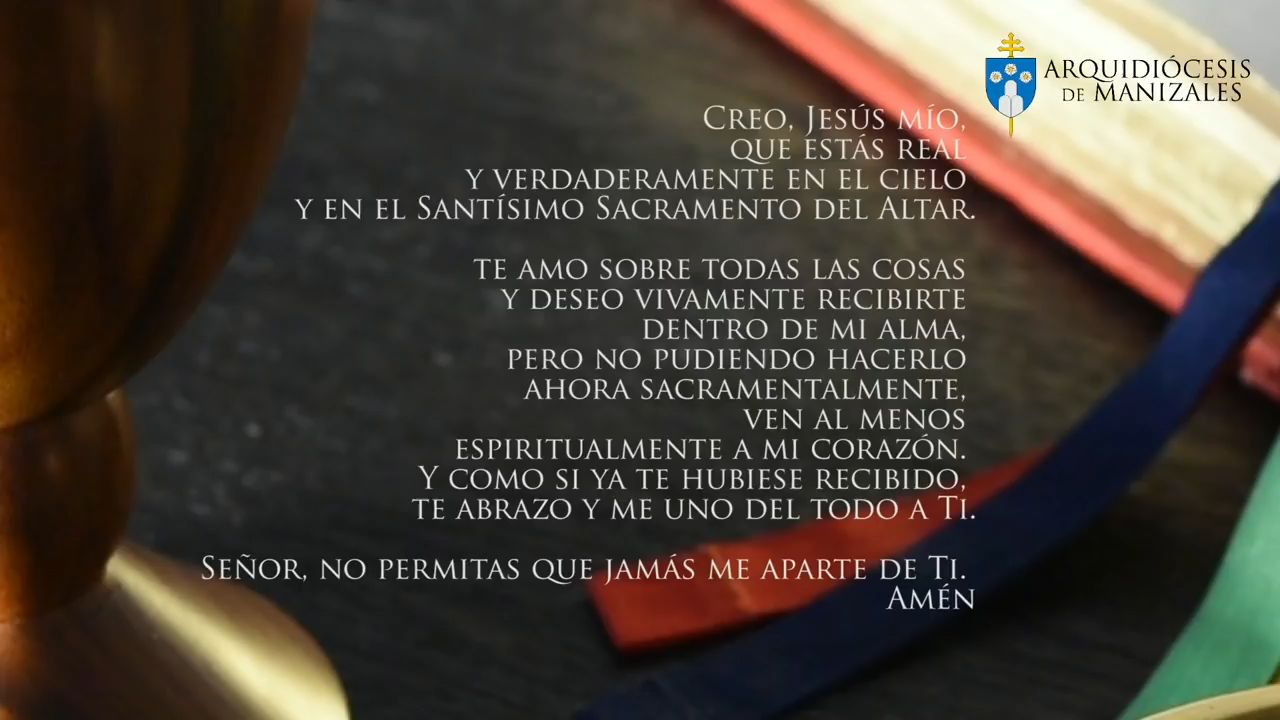 ARQUIDIÓCESIS
DE MANIZALES
Creo, Jesús mío,
que estás real
y verdaderamente en el cielo
y en el Santísimo Sacramento del Altar.
te amo sobre todas las cosas
y deseo vivamente recibirte
dentro de mi alma,
pero no pudiendo hacerlo
ahora sacramentalmente,
ven al menos
espiritualmente a mi corazón.
Y como si ya te hubiese recibido,
te abrazo y me uno del todo a Ti.
Señor, no permitas que jamás me aparte de Ti.
Amén